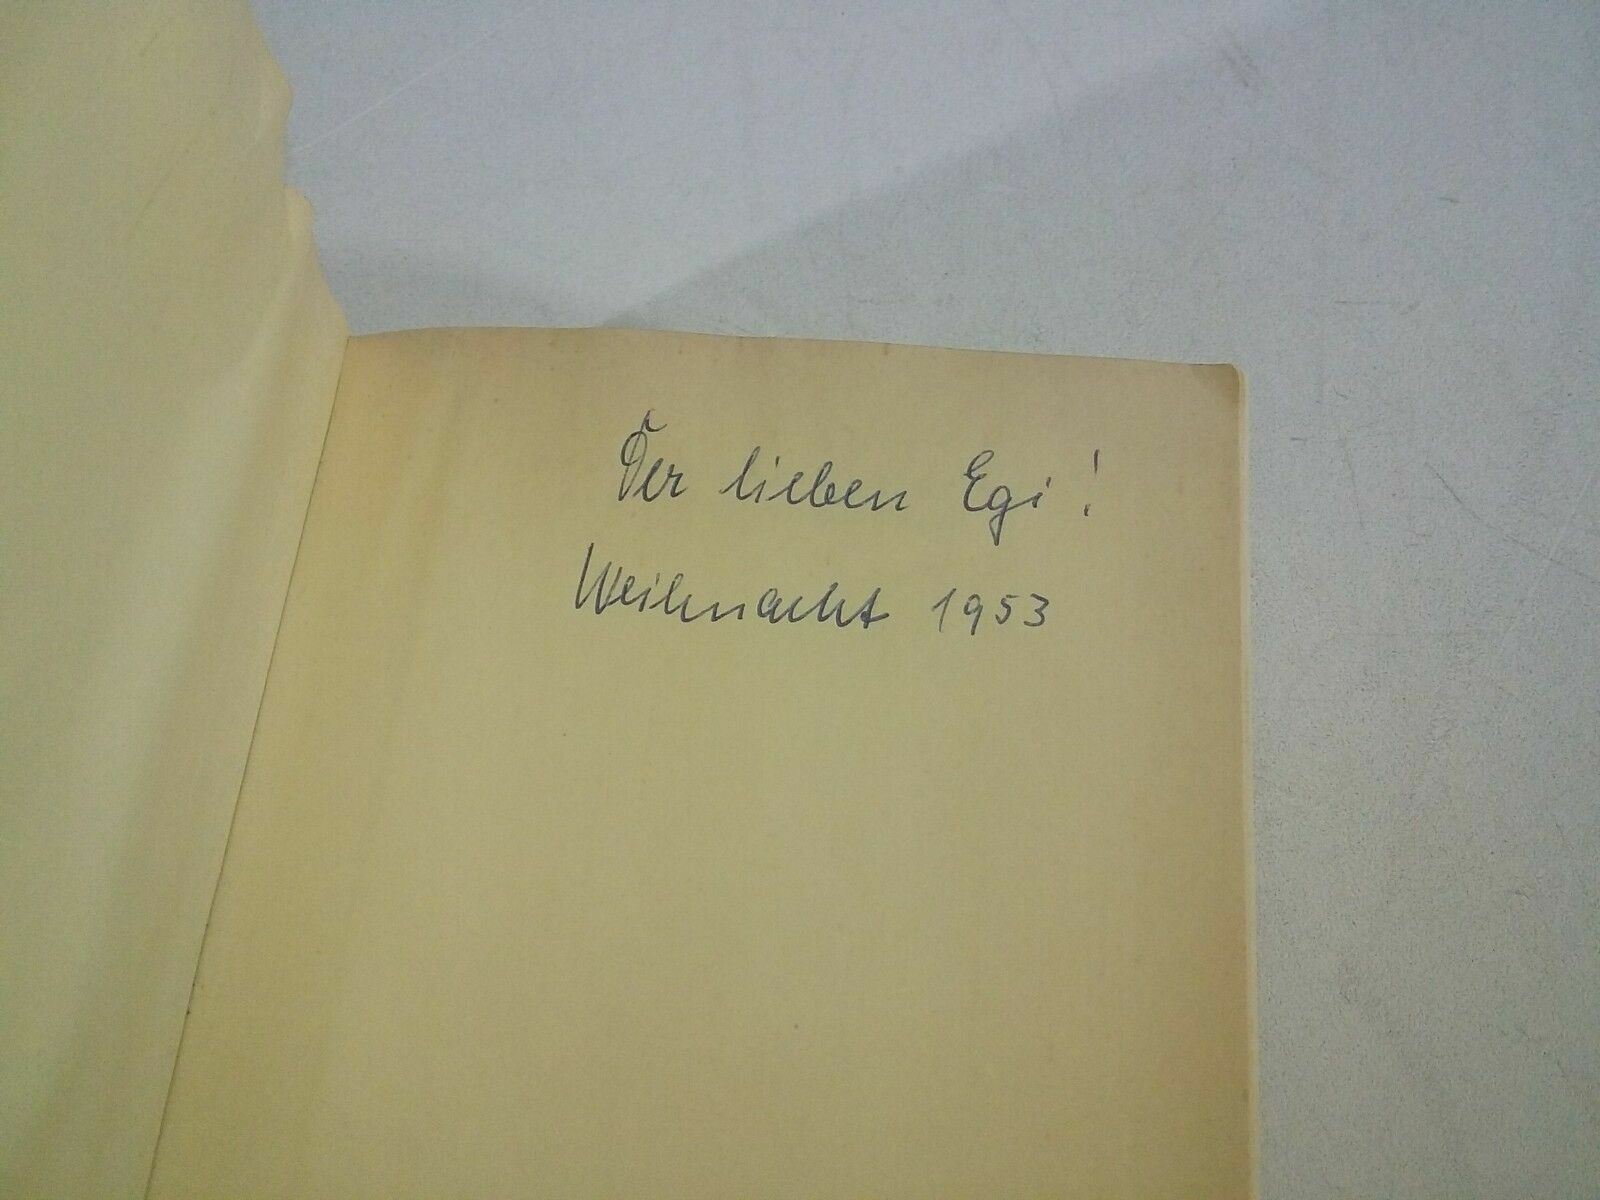 Der lieben Egi!
Weihnacht 1953